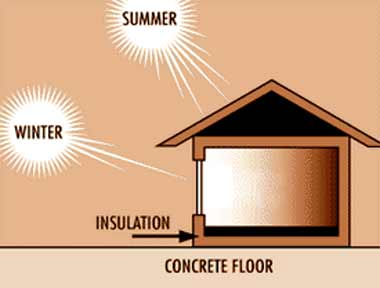 SUMMER
WINTER
INSULATION
CONCRETE FLOOR